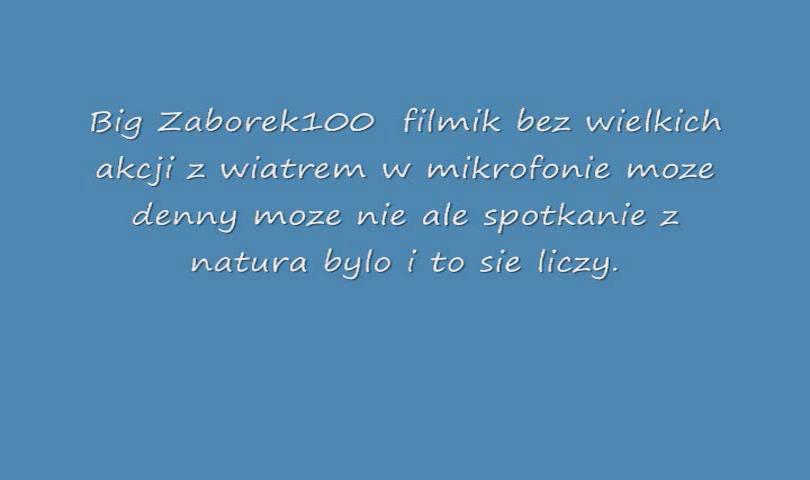 Big Zaborek100 filmik bez wielkich
akcji z wiatrem w mikrofonie moze
denny moze nie ale spotkanie z
natura bylo i to sie liczy.